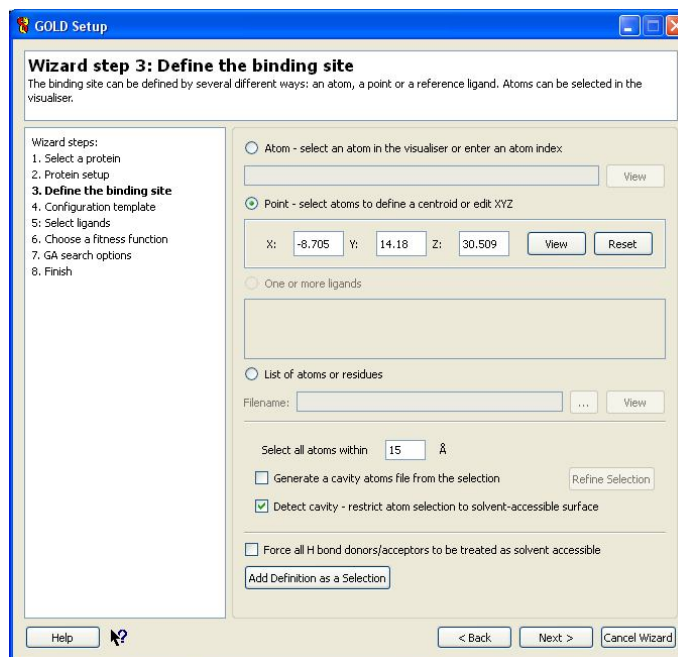 GOLD Setup
Wizard step 3: Define the binding site
The binding site can be defined by several different ways: an atom, a point or a reference ligand. Atoms can be selected in the
visualiser.
Wizard steps:
1. Select a protein
2. Protein setup
3. Define the binding site
4. Configuration template
5: Select ligands
6. Choose a fitness function
7. GA search options
8. Finish
Atom - select an atom in the visualiser or enter an atom index
View
Point - select atoms to define a centroid or edit XYZ
X: -8.705 Y: 14.18 Z: 30.509 View Reset
One or more ligands
List of atoms or residues
Filename: ... View
Select all atoms within 15 Å
Generate a cavity atoms file from the selection Refine Selection
Detect cavity - restrict atom selection to solvent-accessible surface
Force all H bond donors/acceptors to be treated as solvent accessible
Add Definition as a Selection
Help ? < Back Next > Cancel Wizard